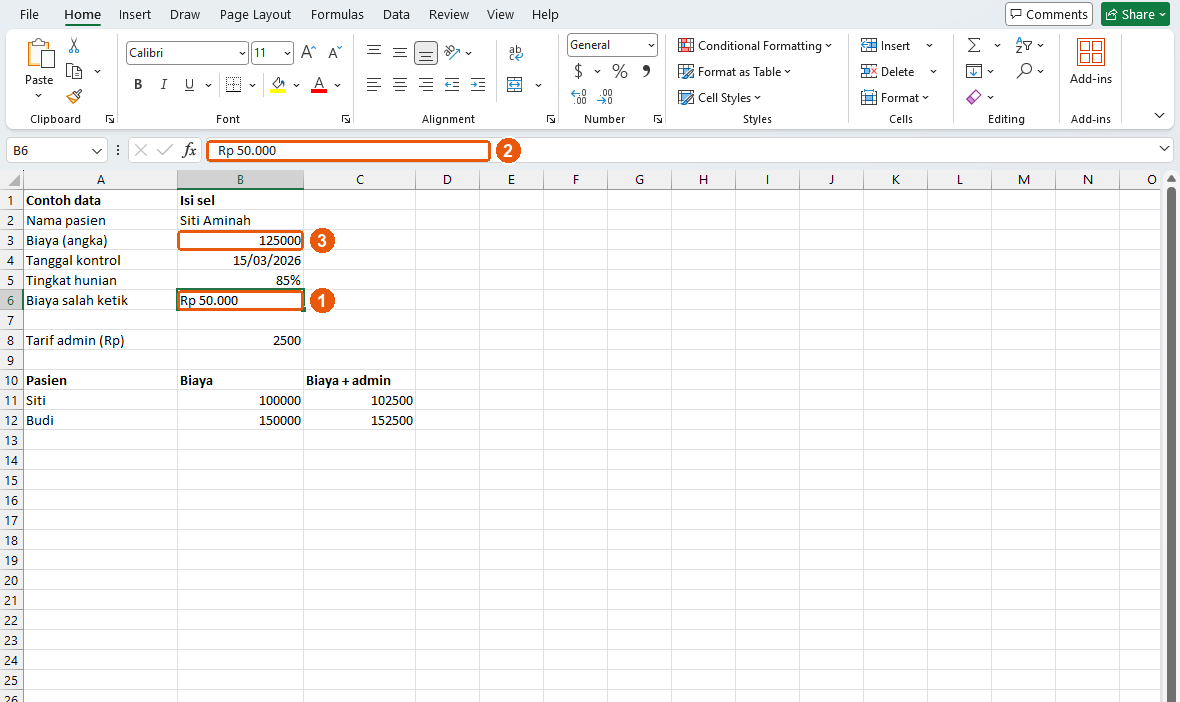 File Home Insert Draw Page Layout Formulas Data Review View Help Comments Share
Paste
Calibri 11
B I U A
ab
General
$ %
.00
.00
Conditional Formatting
Format as Table
Cell Styles
Insert
Delete
Format
Add-ins
Clipboard Font Alignment Number Styles Cells Editing Add-ins
B6 fx Rp 50.000 2
A B C D E F G H I J K L M N O
1 Contoh data Isi sel
2 Nama pasien Siti Aminah
3 Biaya (angka) 125000 3
4 Tanggal kontrol 15/03/2026
5 Tingkat hunian 85%
6 Biaya salah ketik Rp 50.000 1
7
8 Tarif admin (Rp) 2500
9
10 Pasien Biaya Biaya + admin
11 Siti 100000 102500
12 Budi 150000 152500
13
14
15
16
17
18
19
20
21
22
23
24
25
26